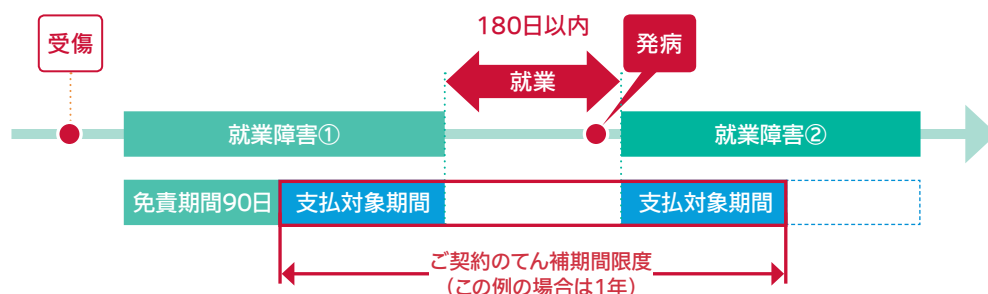 180日以内
受傷
発病
就業
就業障害①
就業障害②
免責期間90日
支払対象期間
支払対象期間
ご契約のてん補期間限度
（この例の場合は1年）